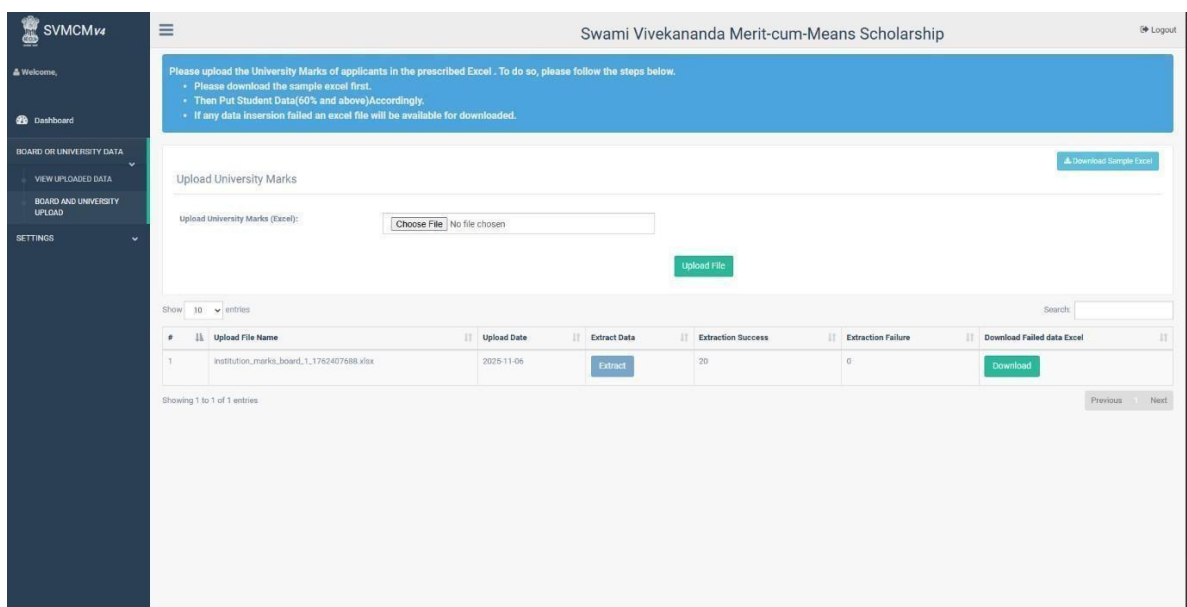 SVMCM V4
Swami Vivekananda Merit-cum-Means Scholarship
Logout
Welcome,
Dashboard
BOARD OR UNIVERSITY DATA
VIEW UPLOADED DATA
BOARD AND UNIVERSITY
UPLOAD
SETTINGS
Please upload the University Marks of applicants in the prescribed Excel . To do so, please follow the steps below.
• Please download the sample excel first.
• Then Put Student Data(60% and above)Accordingly.
• If any data insersion failed an excel file will be available for downloaded.
Download Sample Excel
Upload University Marks
Upload University Marks (Excel): Choose File No file chosen
Upload File
Show 10 entries Search:
# Upload File Name Upload Date Extract Data Extraction Success Extraction Failure Download Failed data Excel
1 institution_marks_board_1_1762407688.xlsx 2025-11-06 Extract 20 0 Download
Showing 1 to 1 of 1 entries Previous 1 Next